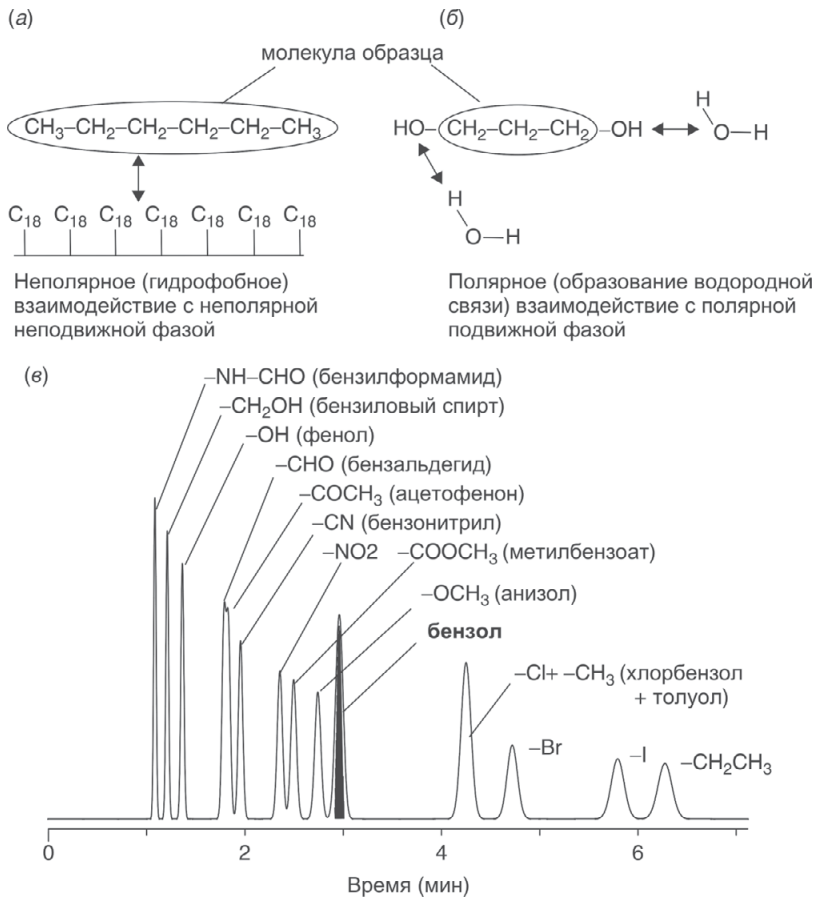 (а)
(б)
молекула образца
CH₃–CH₂–CH₂–CH₂–CH₂–CH₃
HO–CH₂–CH₂–CH₂–OH
H
O–H
H
O–H
C₁₈ C₁₈ C₁₈ C₁₈ C₁₈ C₁₈ C₁₈
Неполярное (гидрофобное)
взаимодействие с неполярной
неподвижной фазой
Полярное (образование водородной
связи) взаимодействие с полярной
подвижной фазой
(в)
–NH–CHO (бензилформамид)
–CH₂OH (бензиловый спирт)
–OH (фенол)
–CHO (бензальдегид)
–COCH₃ (ацетофенон)
–CN (бензонитрил)
–NO2 –COOCH₃ (метилбензоат)
–OCH₃ (анизол)
бензол
–Cl+ –CH₃ (хлорбензол
+ толуол)
–Br
–I
–CH₂CH₃
0 2 4 6
Время (мин)